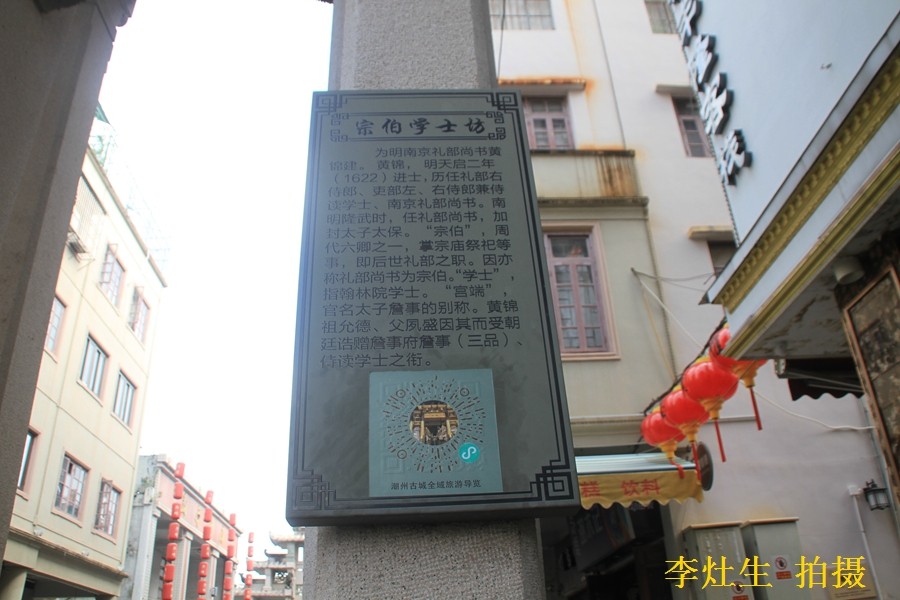 宗伯学士坊
为明南京礼部尚书黄
锦建。黄锦，明天启二年
（1622）进士，历任礼部右
侍郎、吏部左、右侍郎兼侍
读学士、南京礼部尚书。南
明隆武时，任礼部尚书，加
封太子太保。“宗伯”，周
代六卿之一，掌宗庙祭祀等
事，即后世礼部之职。因亦
称礼部尚书为宗伯。“学士”，
指翰林院学士。“宫端”，
官名太子詹事的别称。黄锦
祖允德、父夙盛因其而受朝
廷诰赠詹事府詹事（三品）、
侍读学士之衔。
潮州古城全域旅游导览
糕 饮料
李灶生 拍摄